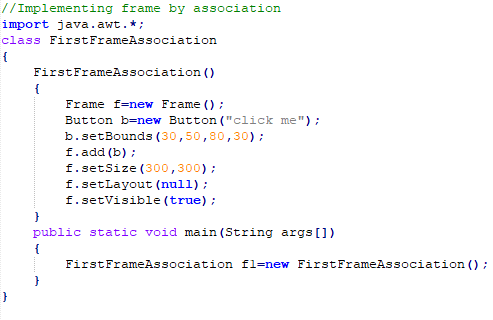 //Implementing frame by association
import java.awt.*;
class FirstFrameAssociation
{
    FirstFrameAssociation()
    {
        Frame f=new Frame();
        Button b=new Button("click me");
        b.setBounds(30,50,80,30);
        f.add(b);
        f.setSize(300,300);
        f.setLayout(null);
        f.setVisible(true);
    }
    public static void main(String args[])
    {
        FirstFrameAssociation f1=new FirstFrameAssociation();
    }
}